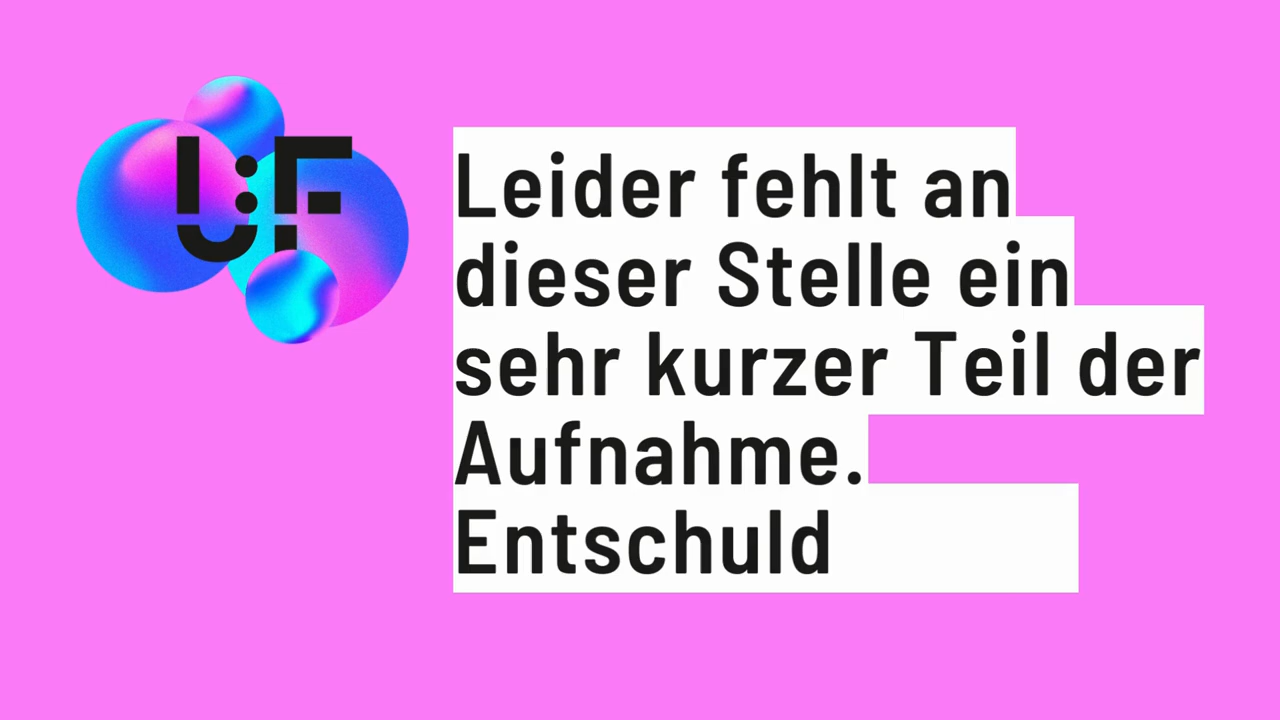 U:F
Leider fehlt an
dieser Stelle ein
sehr kurzer Teil der
Aufnahme.
Entschuld